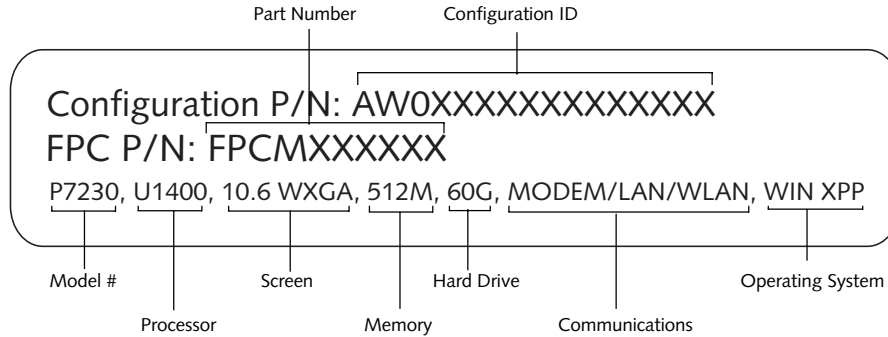 Part Number Configuration ID
Configuration P/N: AW0XXXXXXXXXXXXX
FPC P/N: FPCMXXXXXX
P7230, U1400, 10.6 WXGA, 512M, 60G, MODEM/LAN/WLAN, WIN XPP
Model # Screen Hard Drive Operating System
Processor Memory Communications